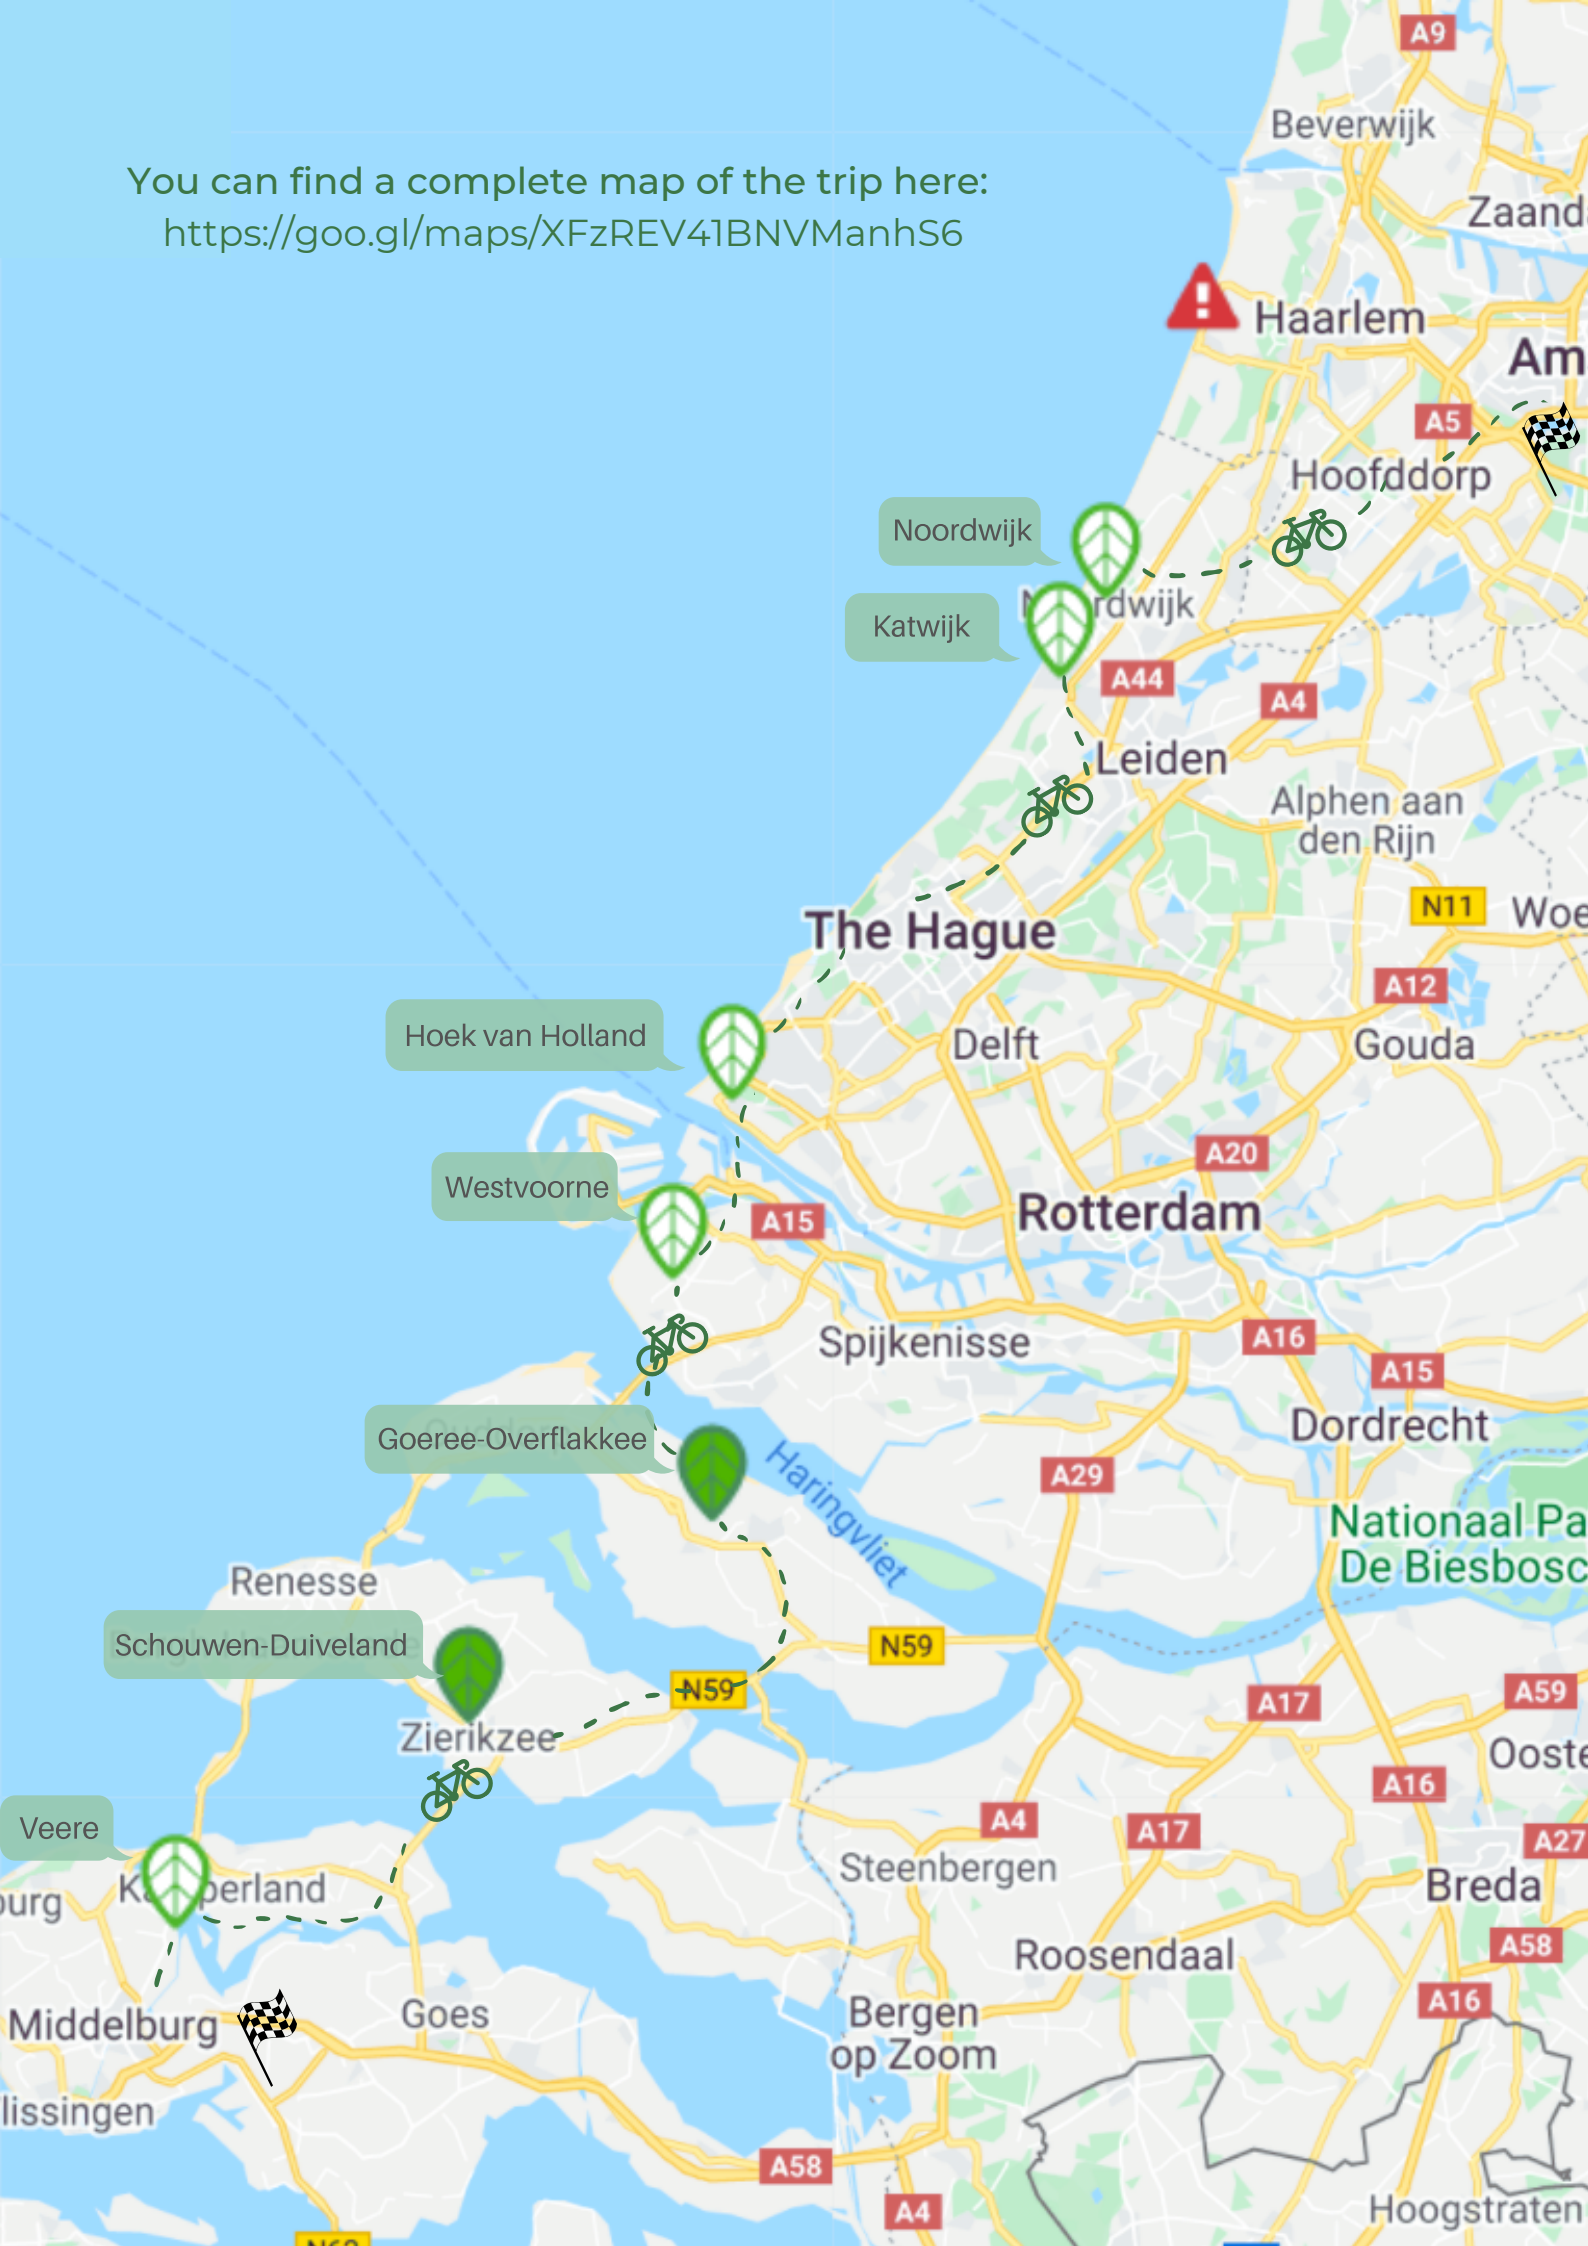 You can find a complete map of the trip here:
https://goo.gl/maps/XFzREV41BNVManhS6
A9
Beverwijk
Zaand
Haarlem
Am
A5
Hoofddorp
Noordwijk
rdwijk
Katwijk
A44
A4
Leiden
Alphen aan
den Rijn
N11
Woe
The Hague
A12
Hoek van Holland
Delft
Gouda
A20
Westvoorne
A15
Rotterdam
Spijkenisse
A16
A15
Goeree-Overflakkee
Dordrecht
Haringvliet
A29
Nationaal Pa
De Biesbosc
Renesse
Schouwen-Duiveland
N59
N59
A17
A59
Zierikzee
Ooste
A16
Veere
A4
A17
A27
Steenbergen
K perland
Breda
burg
A58
Roosendaal
A16
Middelburg
Goes
Bergen
op Zoom
lissingen
A58
A4
Hoogstraten